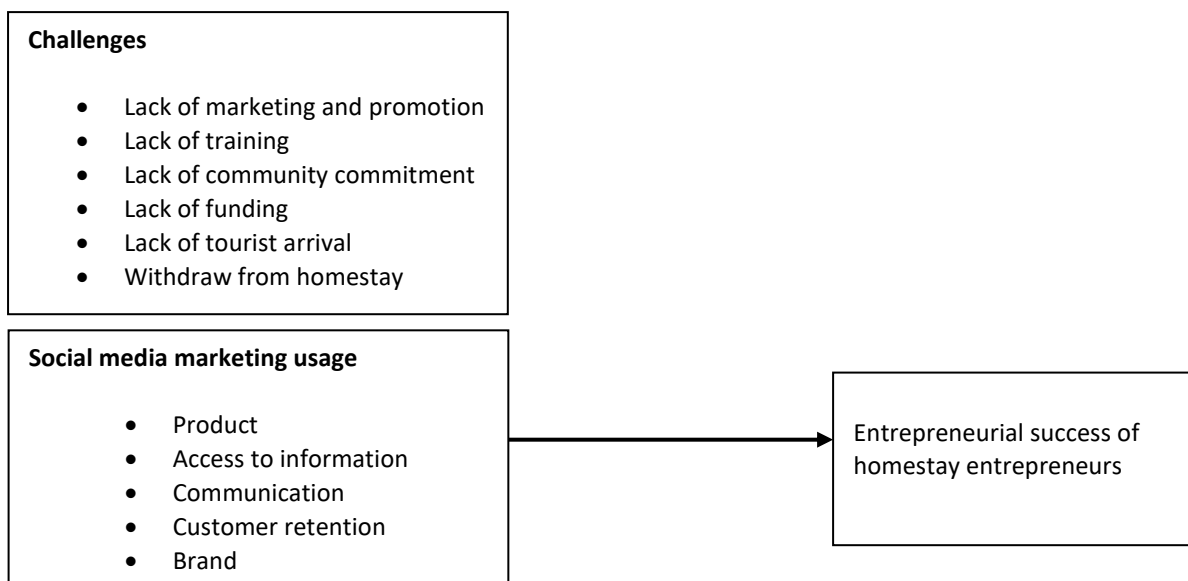 Challenges
• Lack of marketing and promotion
• Lack of training
• Lack of community commitment
• Lack of funding
• Lack of tourist arrival
• Withdraw from homestay
Social media marketing usage
• Product
• Access to information
• Communication
• Customer retention
• Brand
Entrepreneurial success of
homestay entrepreneurs